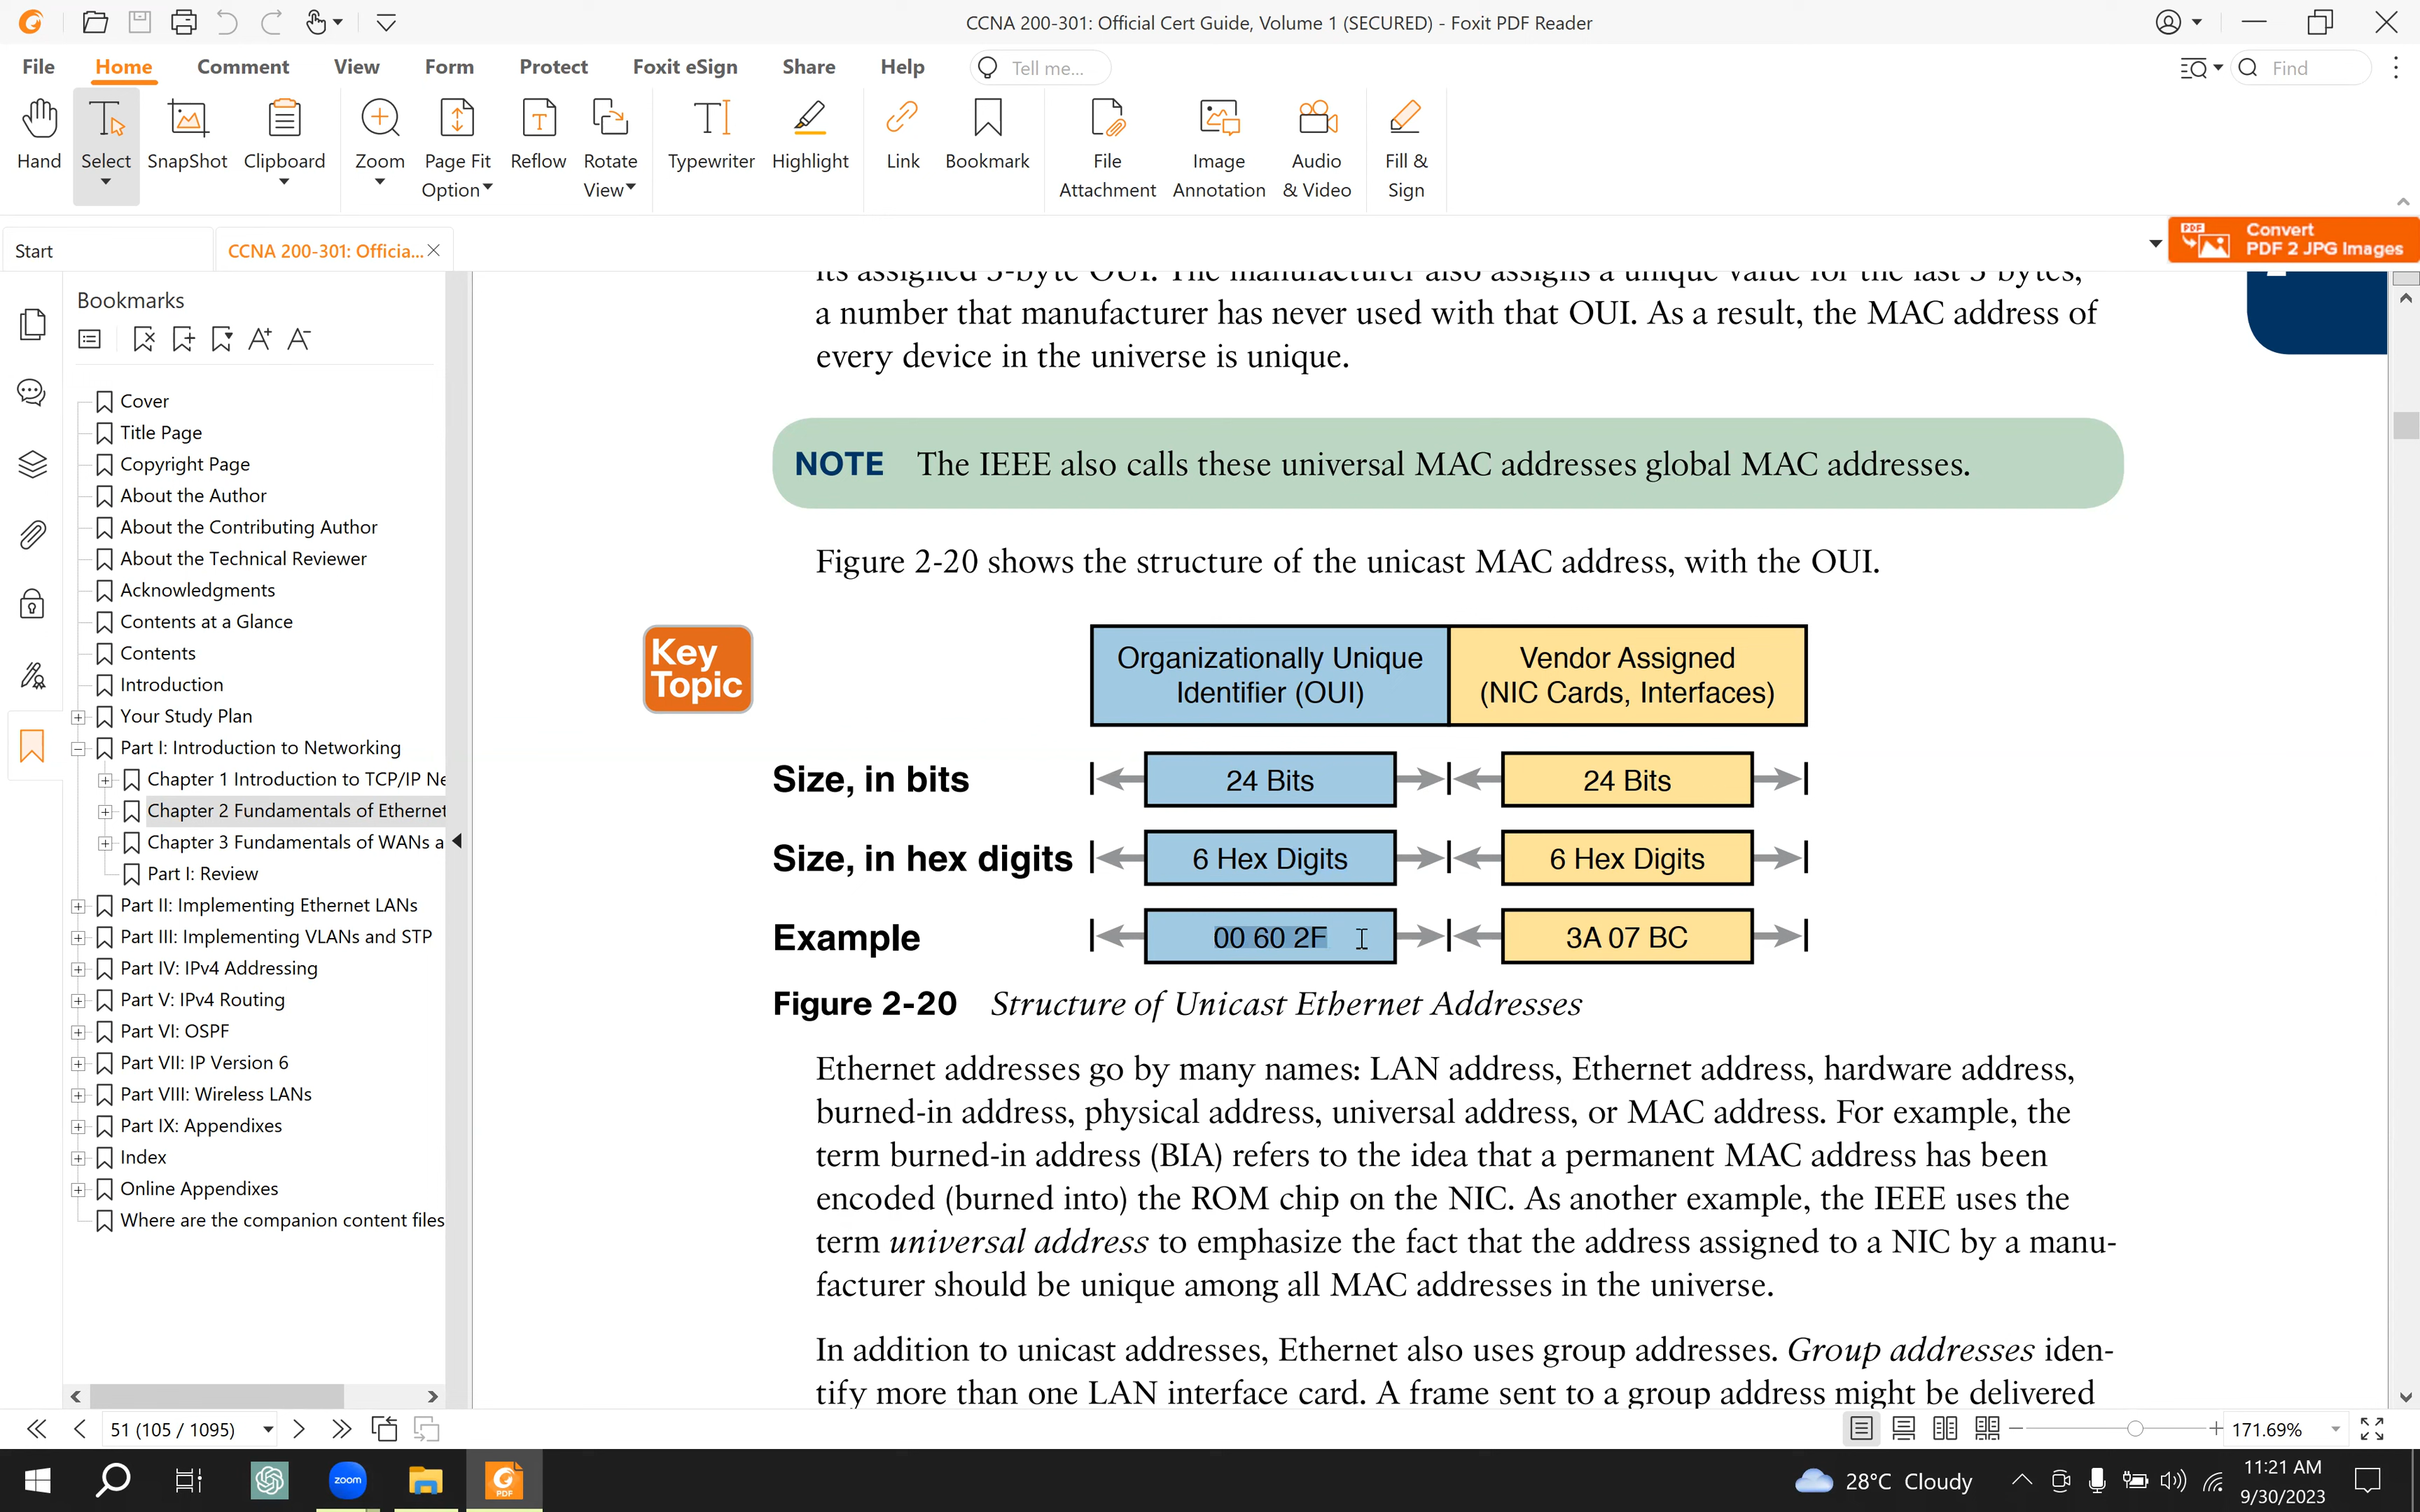 CCNA 200-301: Official Cert Guide, Volume 1 (SECURED) - Foxit PDF Reader
File Home Comment View Form Protect Foxit eSign Share Help Tell me... Find
Hand Select SnapShot Clipboard Zoom Page Fit Option Reflow Rotate View Typewriter Highlight Link Bookmark File Attachment Image Annotation Audio & Video Fill & Sign
Start CCNA 200-301: Officia...
PDF Convert
PDF 2 JPG Images
Bookmarks
Cover
Title Page
Copyright Page
About the Author
About the Contributing Author
About the Technical Reviewer
Acknowledgments
Contents at a Glance
Contents
Introduction
Your Study Plan
Part I: Introduction to Networking
Chapter 1 Introduction to TCP/IP Ne
Chapter 2 Fundamentals of Ethernet
Chapter 3 Fundamentals of WANs a
Part I: Review
Part II: Implementing Ethernet LANs
Part III: Implementing VLANs and STP
Part IV: IPv4 Addressing
Part V: IPv4 Routing
Part VI: OSPF
Part VII: IP Version 6
Part VIII: Wireless LANs
Part IX: Appendixes
Index
Online Appendixes
Where are the companion content files
its assigned 3-byte OUI. The manufacturer also assigns a unique value for the last 3 bytes,
a number that manufacturer has never used with that OUI. As a result, the MAC address of
every device in the universe is unique.
NOTE The IEEE also calls these universal MAC addresses global MAC addresses.
Figure 2-20 shows the structure of the unicast MAC address, with the OUI.
Key
Topic
Organizationally Unique
Identifier (OUI)
Vendor Assigned
(NIC Cards, Interfaces)
Size, in bits 24 Bits 24 Bits
Size, in hex digits 6 Hex Digits 6 Hex Digits
Example 00 60 2F 3A 07 BC
Figure 2-20 Structure of Unicast Ethernet Addresses
Ethernet addresses go by many names: LAN address, Ethernet address, hardware address,
burned-in address, physical address, universal address, or MAC address. For example, the
term burned-in address (BIA) refers to the idea that a permanent MAC address has been
encoded (burned into) the ROM chip on the NIC. As another example, the IEEE uses the
term universal address to emphasize the fact that the address assigned to a NIC by a manu-
facturer should be unique among all MAC addresses in the universe.
In addition to unicast addresses, Ethernet also uses group addresses. Group addresses iden-
tify more than one LAN interface card. A frame sent to a group address might be delivered
51 (105 / 1095) 171.69%
zoom
PDF
28°C Cloudy
11:21 AM
9/30/2023